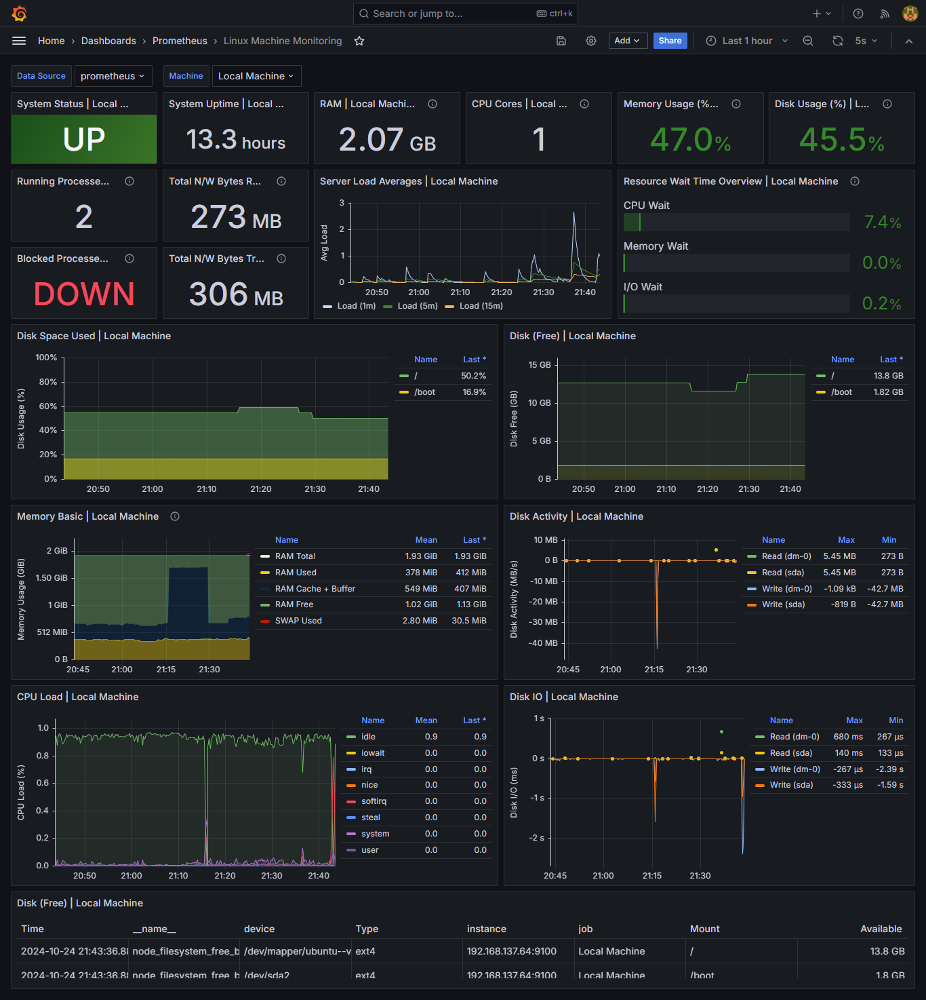 Search or jump to...
ctrl+k
Home › Dashboards › Prometheus › Linux Machine Monitoring
Add
Share
Last 1 hour
5s
Data Source
prometheus
Machine
Local Machine
System Status | Local ...
UP
System Uptime | Local ...
13.3 hours
RAM | Local Machi...
2.07 GB
CPU Cores | Local ...
1
Memory Usage (%...
47.0%
Disk Usage (%) | L...
45.5%
Running Processe...
2
Total N/W Bytes R...
273 MB
Blocked Processe...
DOWN
Total N/W Bytes Tr...
306 MB
Server Load Averages | Local Machine
Avg Load
3
2
1
0
20:50 21:00 21:10 21:20 21:30 21:40
Load (1m) Load (5m) Load (15m)
Resource Wait Time Overview | Local Machine
CPU Wait
7.4%
Memory Wait
0.0%
I/O Wait
0.2%
Disk Space Used | Local Machine
Disk Usage (%)
100%
80%
60%
40%
20%
0%
20:50 21:00 21:10 21:20 21:30 21:40
Name Last *
/ 50.2%
/boot 16.9%
Disk (Free) | Local Machine
Disk Free (GB)
15 GB
10 GB
5 GB
0 B
20:50 21:00 21:10 21:20 21:30 21:40
Name Last *
/ 13.8 GB
/boot 1.82 GB
Memory Basic | Local Machine
Memory Usage (GiB)
2 GiB
1.50 GiB
1 GiB
512 MiB
0 B
20:45 21:00 21:15 21:30
Name Mean Last *
RAM Total 1.93 GiB 1.93 GiB
RAM Used 378 MiB 412 MiB
RAM Cache + Buffer 549 MiB 407 MiB
RAM Free 1.02 GiB 1.13 GiB
SWAP Used 2.80 MiB 30.5 MiB
Disk Activity | Local Machine
Disk Activity (MB/s)
10 MB
0 B
-10 MB
-20 MB
-30 MB
-40 MB
20:45 21:00 21:15 21:30
Name Max Min
Read (dm-0) 5.45 MB 273 B
Read (sda) 5.45 MB 273 B
Write (dm-0) -1.09 kB -42.7 MB
Write (sda) -819 B -42.7 MB
CPU Load | Local Machine
CPU Load (%)
1.0
0.8
0.6
0.4
0.2
0.0
20:50 21:00 21:10 21:20 21:30 21:40
Name Mean Last *
idle 0.9 0.9
iowait 0.0 0.0
irq 0.0 0.0
nice 0.0 0.0
softirq 0.0 0.0
steal 0.0 0.0
system 0.0 0.0
user 0.0 0.0
Disk IO | Local Machine
Disk I/O (ms)
1 s
0 s
-1 s
-2 s
20:45 21:00 21:15 21:30
Name Max Min
Read (dm-0) 680 ms 267 µs
Read (sda) 140 ms 133 µs
Write (dm-0) -267 µs -2.39 s
Write (sda) -333 µs -1.59 s
Disk (Free) | Local Machine
Time __name__ device Type instance job Mount Available
2024-10-24 21:43:36.88 node_filesystem_free_b /dev/mapper/ubuntu--v ext4 192.168.137.64:9100 Local Machine / 13.8 GB
2024-10-24 21:43:36.88 node_filesystem_free_b /dev/sda2 ext4 192.168.137.64:9100 Local Machine /boot 1.8 GB